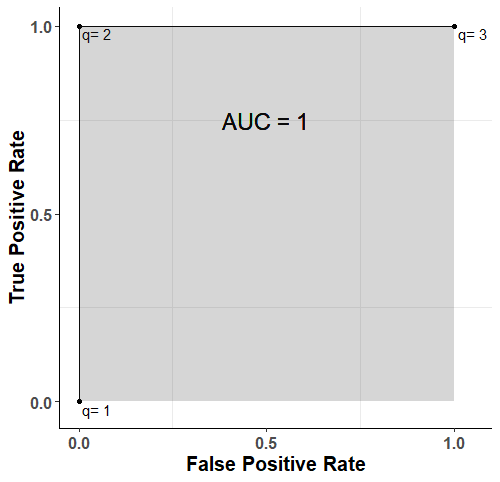 1.0
q= 2
q= 3
AUC = 1
True Positive Rate
0.5
0.0
q= 1
0.0
0.5
1.0
False Positive Rate